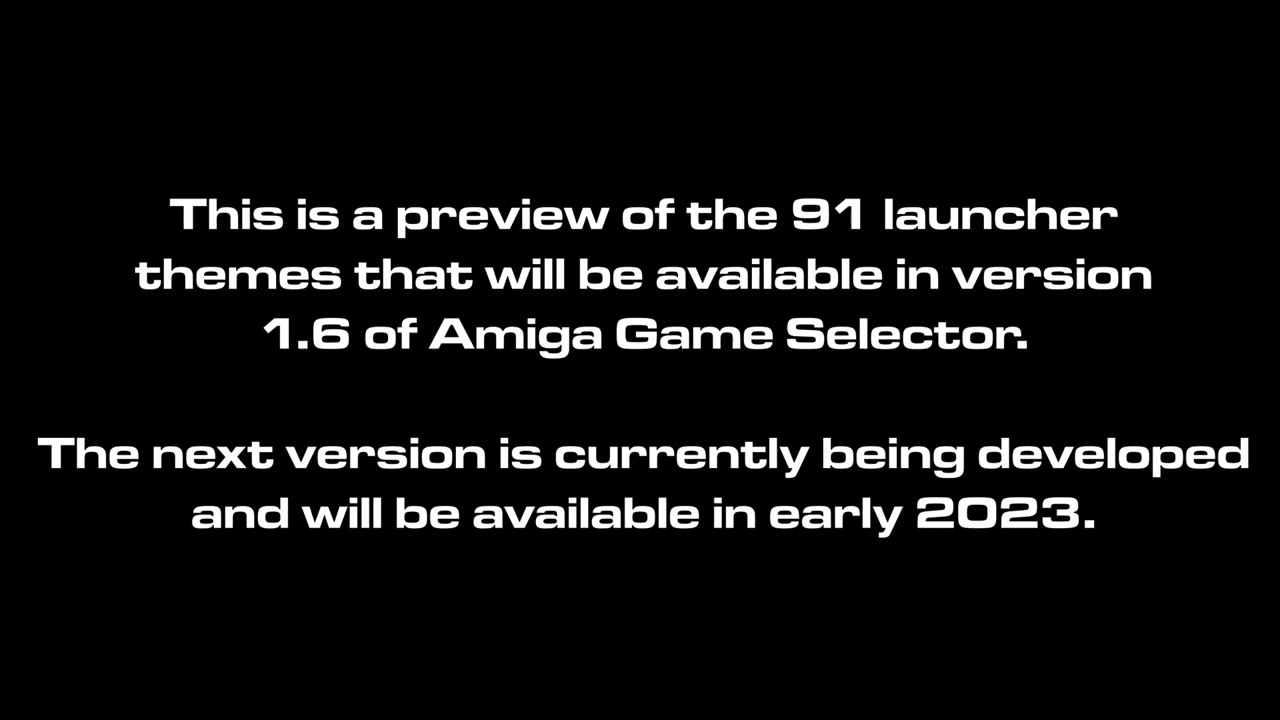 This is a preview of the 91 launcher
themes that will be available in version
1.6 of Amiga Game Selector.
The next version is currently being developed
and will be available in early 2023.